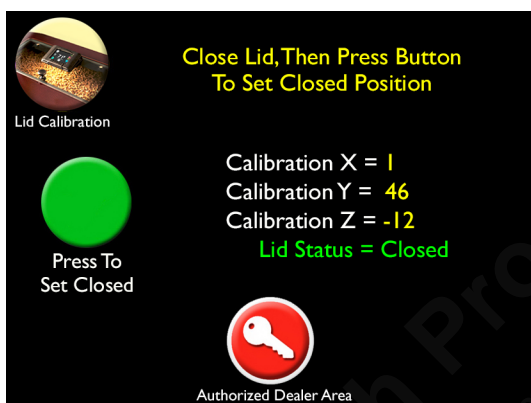 Close Lid, Then Press Button
To Set Closed Position
Lid Calibration
Calibration X = 1
Calibration Y = 46
Calibration Z = -12
Lid Status = Closed
Press To
Set Closed
Authorized Dealer Area